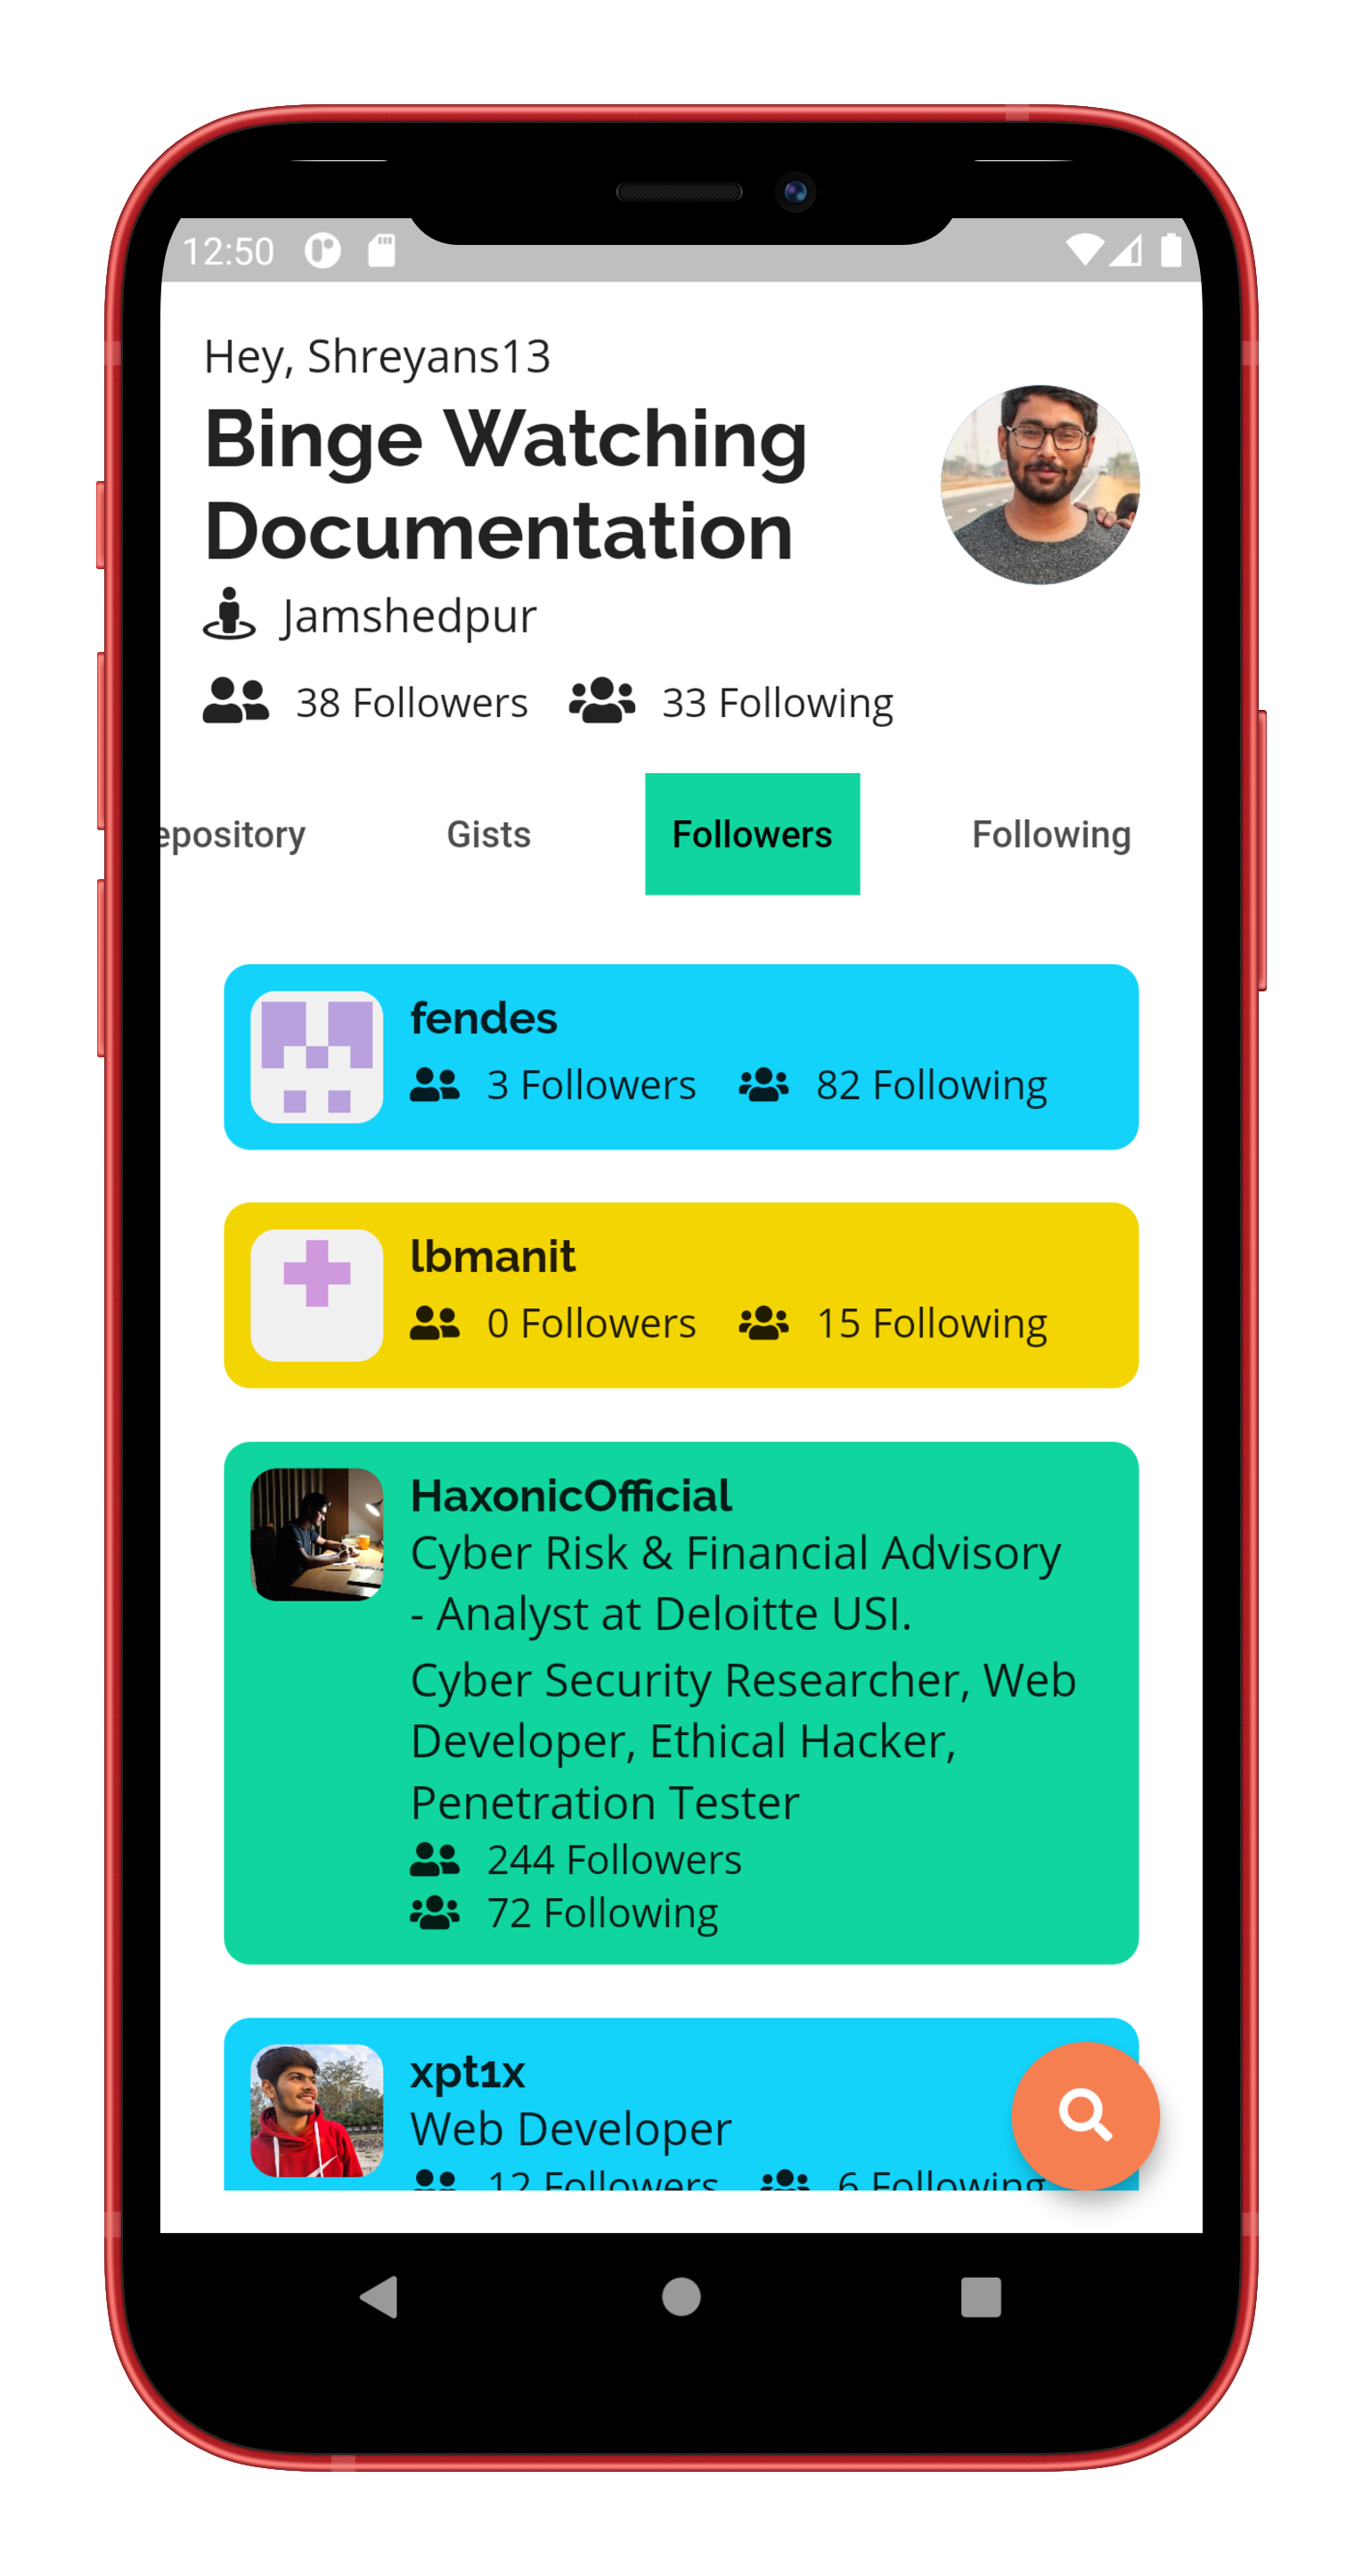 12:50
Hey, Shreyans13
Binge Watching
Documentation
Jamshedpur
38 Followers 33 Following
epository Gists Followers Following
fendes
3 Followers 82 Following
lbmanit
0 Followers 15 Following
HaxonicOfficial
Cyber Risk & Financial Advisory
- Analyst at Deloitte USI.
Cyber Security Researcher, Web
Developer, Ethical Hacker,
Penetration Tester
244 Followers
72 Following
xpt1x
Web Developer
12 Followers 6 Following